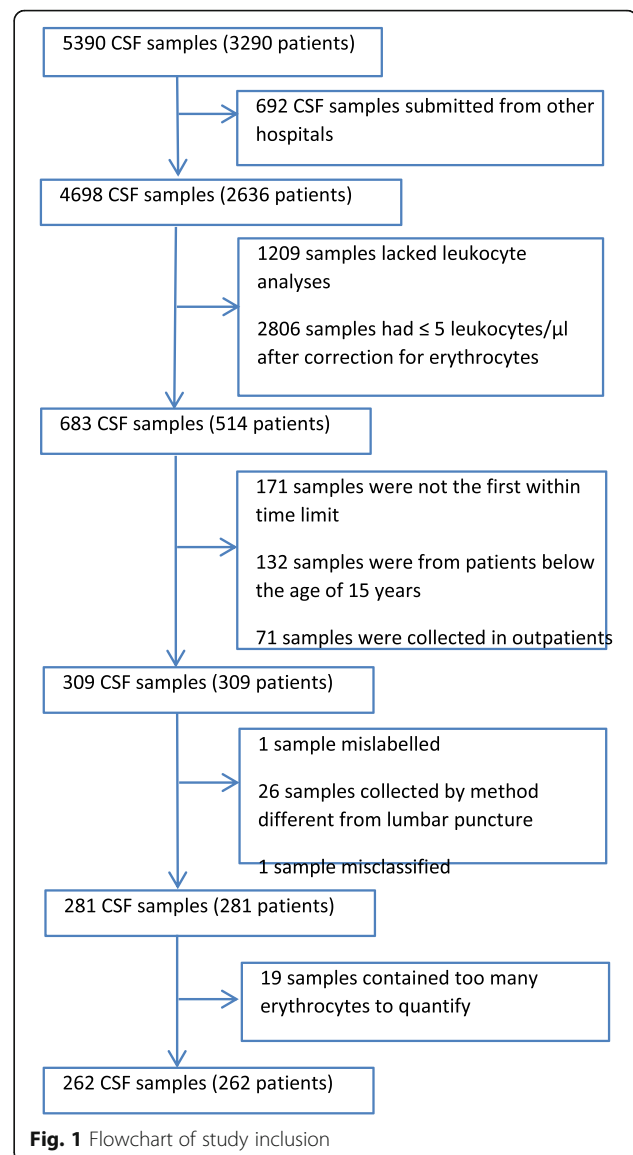 5390 CSF samples (3290 patients)
692 CSF samples submitted from other
hospitals
4698 CSF samples (2636 patients)
1209 samples lacked leukocyte
analyses
2806 samples had ≤ 5 leukocytes/μl
after correction for erythrocytes
683 CSF samples (514 patients)
171 samples were not the first within
time limit
132 samples were from patients below
the age of 15 years
71 samples were collected in outpatients
309 CSF samples (309 patients)
1 sample mislabelled
26 samples collected by method
different from lumbar puncture
1 sample misclassified
281 CSF samples (281 patients)
19 samples contained too many
erythrocytes to quantify
262 CSF samples (262 patients)
Fig. 1 Flowchart of study inclusion